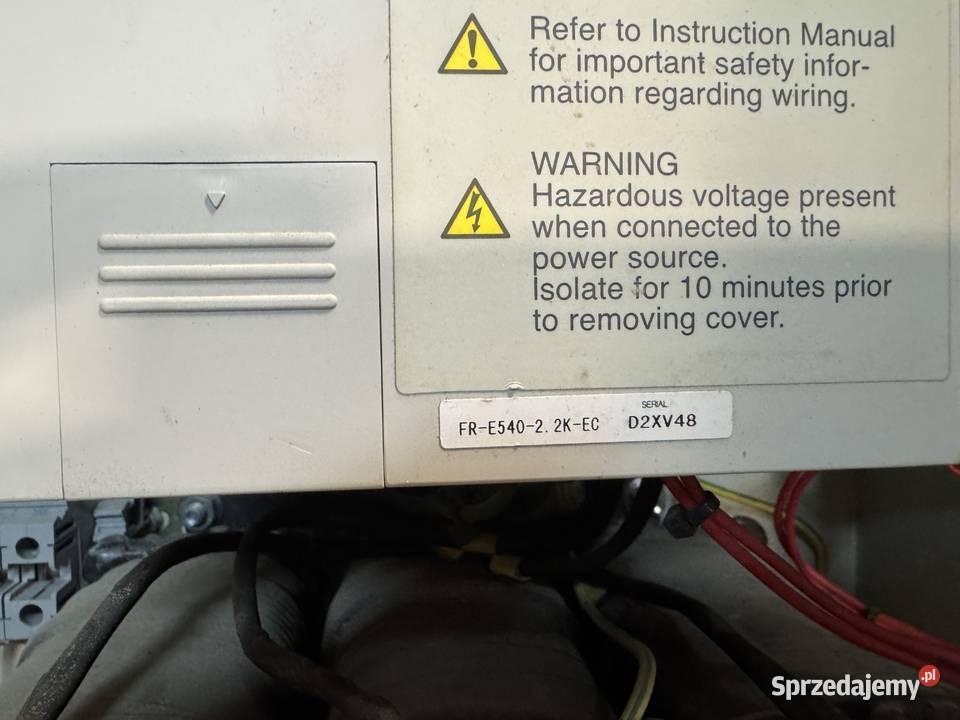 Refer to Instruction Manual
for important safety infor-
mation regarding wiring.
WARNING
Hazardous voltage present
when connected to the
power source.
Isolate for 10 minutes prior
to removing cover.
SERIAL
FR-E540-2.2K-EC D2XV48
Sprzedajemy.pl